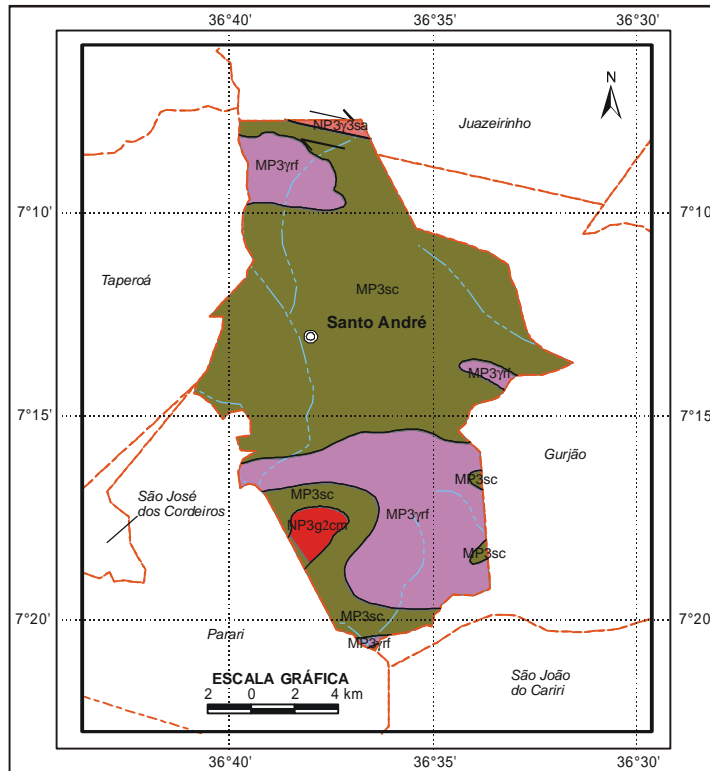 36°40'
36°35'
36°30'
N
Juazeirinho
NP3γ3sa
MP3γrf
7°10'
7°10'
Taperoá
MP3sc
Santo André
MP3γrf
7°15'
7°15'
Gurjão
MP3sc
MP3sc
São José
dos Cordeiros
NP3g2cm
MP3γrf
MP3sc
MP3sc
7°20'
7°20'
Parari
MP3γrf
ESCALA GRÁFICA
2 0 2 4 km
São João
do Cariri
36°40'
36°35'
36°30'